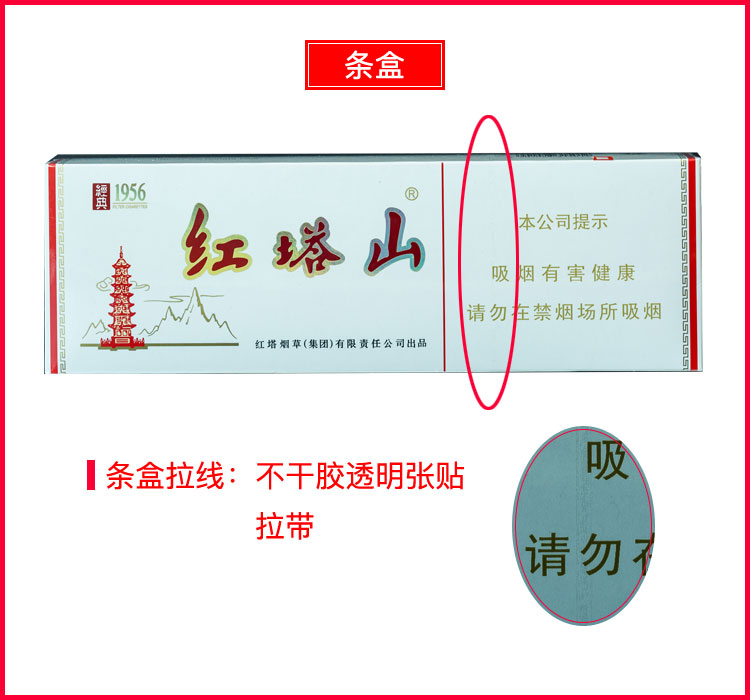 条盒
經典
1956
FILTER CIGARETTES
红塔山
®
本公司提示
吸烟有害健康
请勿在禁烟场所吸烟
红塔烟草(集团)有限责任公司出品
条盒拉线：不干胶透明张贴
拉带
吸
请勿在